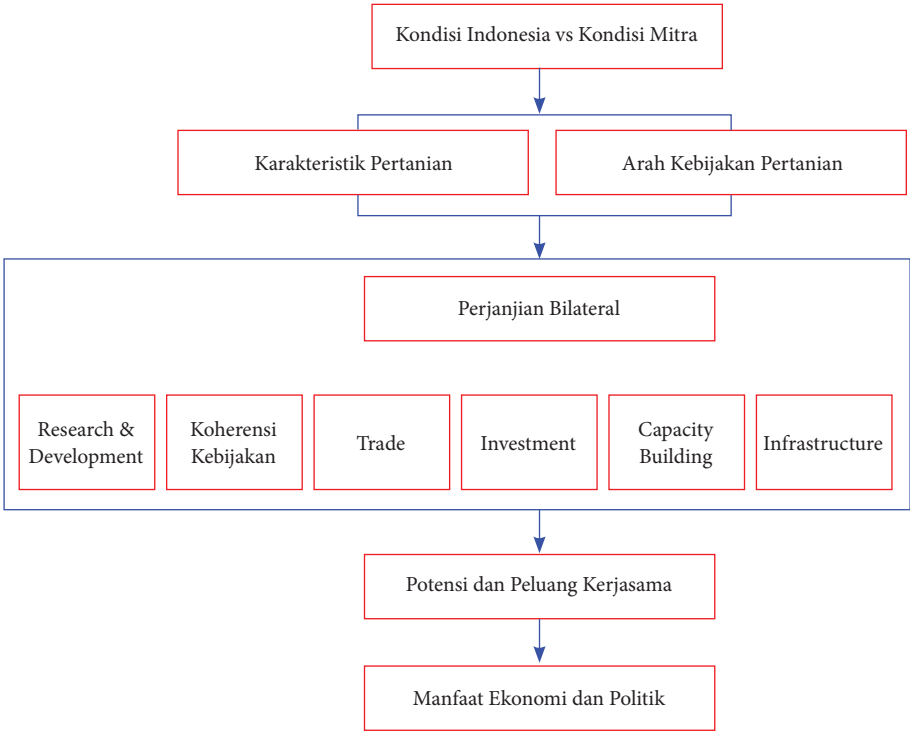 Kondisi Indonesia vs Kondisi Mitra
Karakteristik Pertanian
Arah Kebijakan Pertanian
Perjanjian Bilateral
Research &
Development
Koherensi
Kebijakan
Trade
Investment
Capacity
Building
Infrastructure
Potensi dan Peluang Kerjasama
Manfaat Ekonomi dan Politik